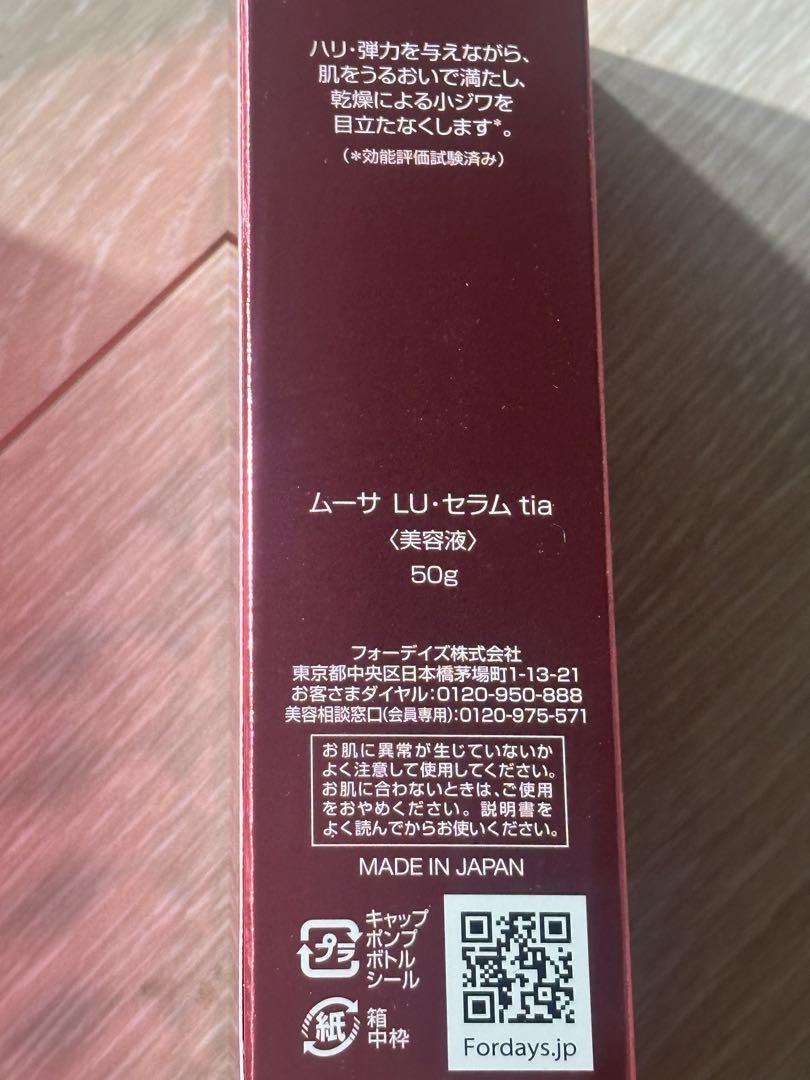 ハリ・弾力を与えながら、
肌をうるおいで満たし、
乾燥による小ジワを
目立たなくします*。
(*効能評価試験済み)
ムーサ LU・セラム tia
〈美容液〉
50g
フォーデイズ株式会社
東京都中央区日本橋茅場町1-13-21
お客さまダイヤル:0120-950-888
美容相談窓口(会員専用):0120-975-571
お肌に異常が生じていないか
よく注意して使用してください。
お肌に合わないときは、ご使用
をおやめください。説明書を
よく読んでからお使いください。
MADE IN JAPAN
プラ
キャップ
ポンプ
ボトル
シール
紙
箱
中枠
Fordays.jp